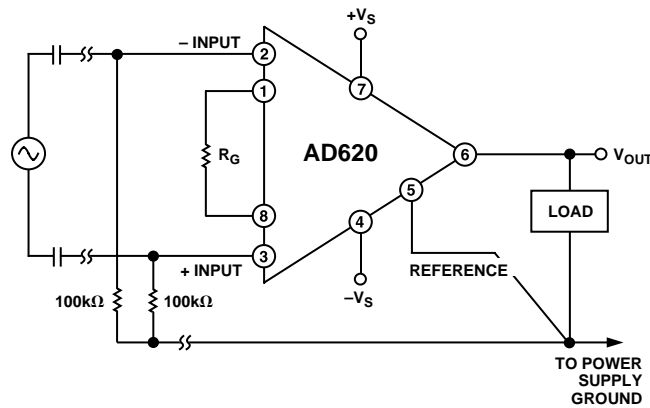 +VS
– INPUT
2
1
7
RG
AD620
6
VOUT
5
LOAD
8
4
3
+ INPUT
REFERENCE
100kΩ
100kΩ
–VS
TO POWER
SUPPLY
GROUND